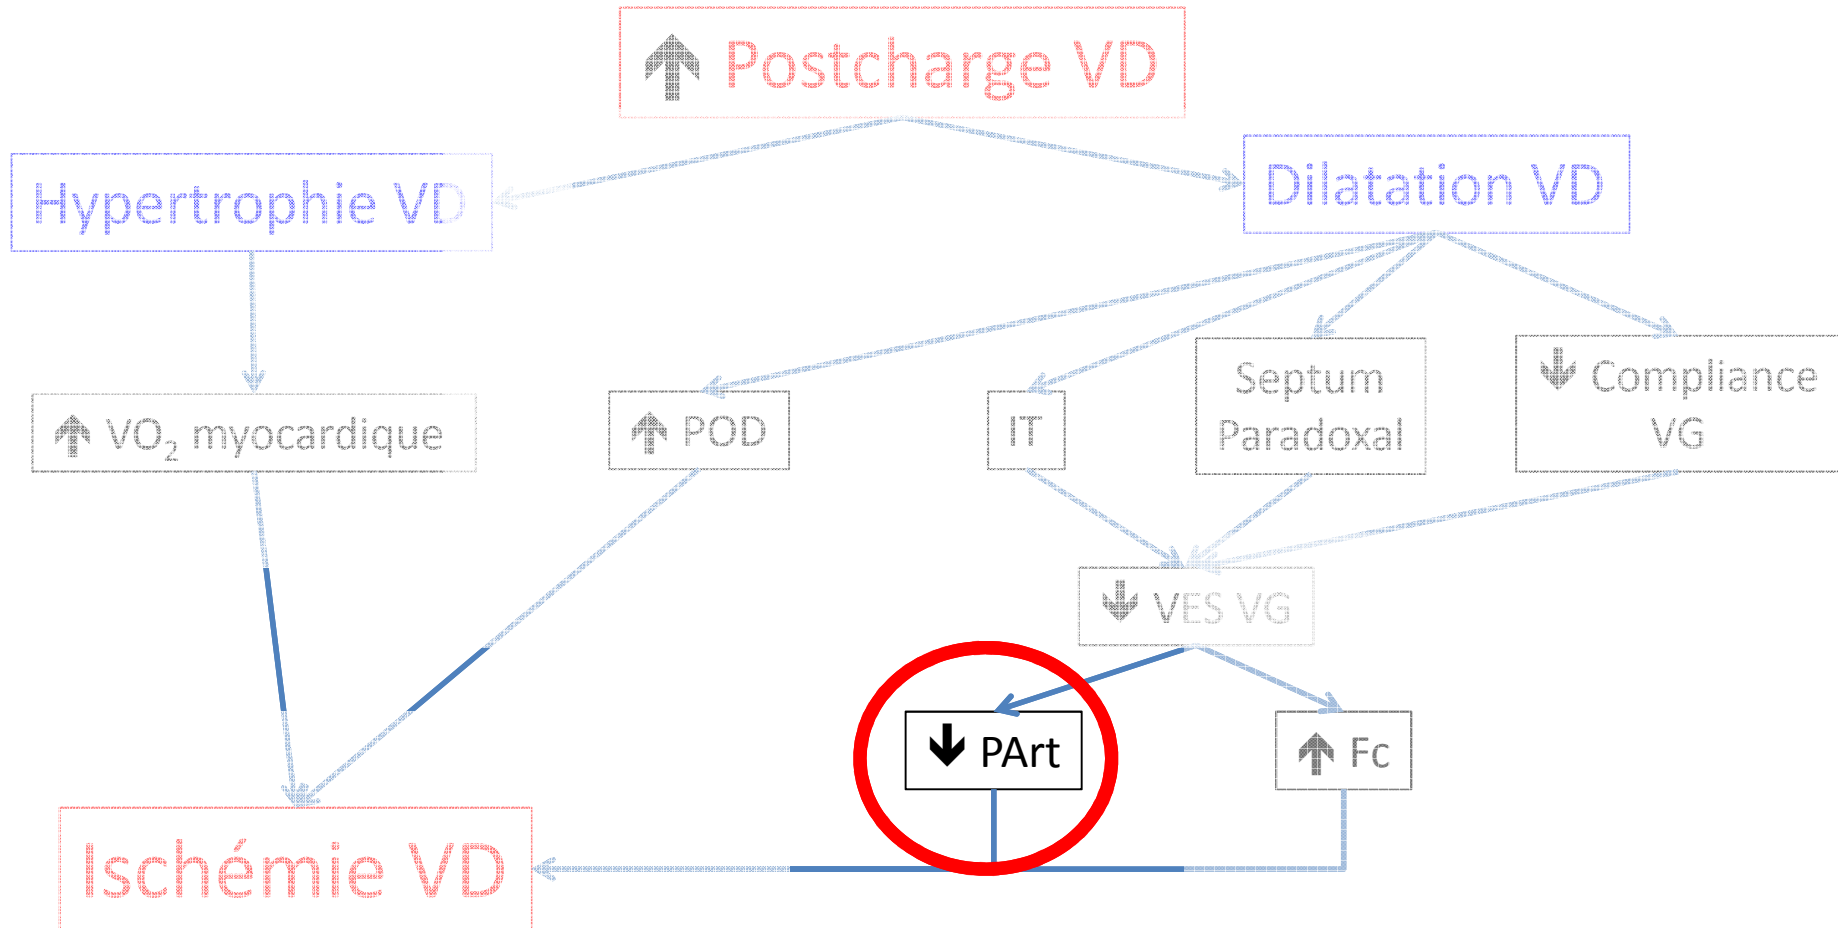 ↑ Postcharge VD
Hypertrophie VD
Dilatation VD
↑ VO₂ myocardique
↑ POD
IT
Septum
Paradoxal
↓ Compliance
VG
↓ VES VG
↓ PArt
↑ Fc
Ischémie VD